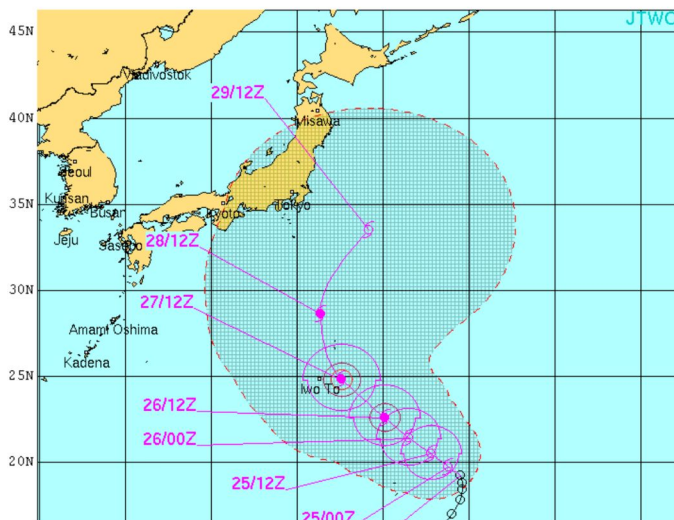 JTWC
45N
Vladivostok
29/12Z
40N
Misawa
Seoul
Kunsan
Busan
35N
Kyoto
Tokyo
Jeju
Sasebo
28/12Z
30N
27/12Z
Amami Oshima
Kadena
25N
Iwo To
26/12Z
26/00Z
20N
25/12Z
25/00Z